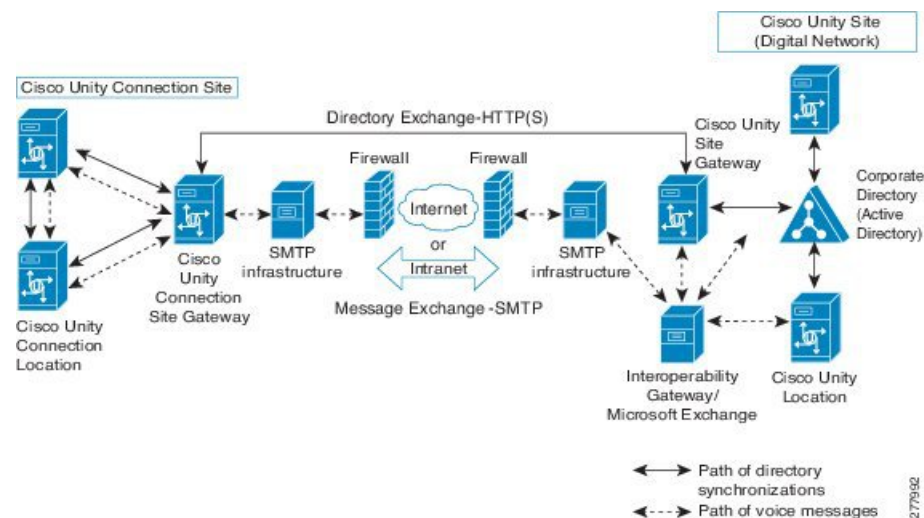 Cisco Unity Site
(Digital Network)
Cisco Unity Connection Site
Directory Exchange-HTTP(S)
Cisco Unity
Site
Gateway
Firewall
Firewall
Corporate
Directory
(Active
Directory)
Internet
or
Intranet
Cisco
Unity
Connection
Site Gateway
SMTP
infrastructure
SMTP
infrastructure
Message Exchange -SMTP
Cisco Unity
Connection
Location
Interoperability
Gateway/
Microsoft Exchange
Cisco Unity
Location
Path of directory
synchronizations
Path of voice messages
277992